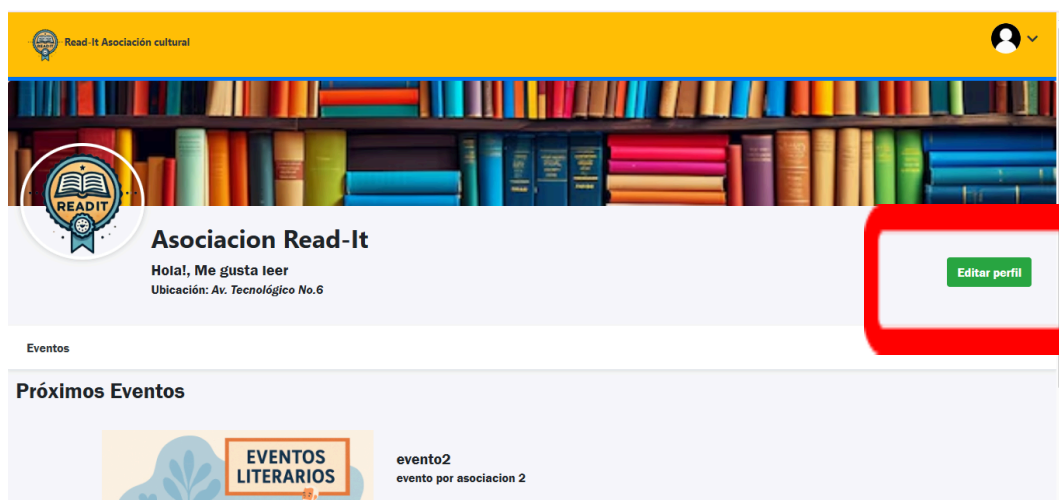 Read-It Asociación cultural
READIT
Asociacion Read-It
Hola!, Me gusta leer
Ubicación: Av. Tecnológico No.6
Editar perfil
Eventos
Próximos Eventos
EVENTOS
LITERARIOS
evento2
evento por asociacion 2